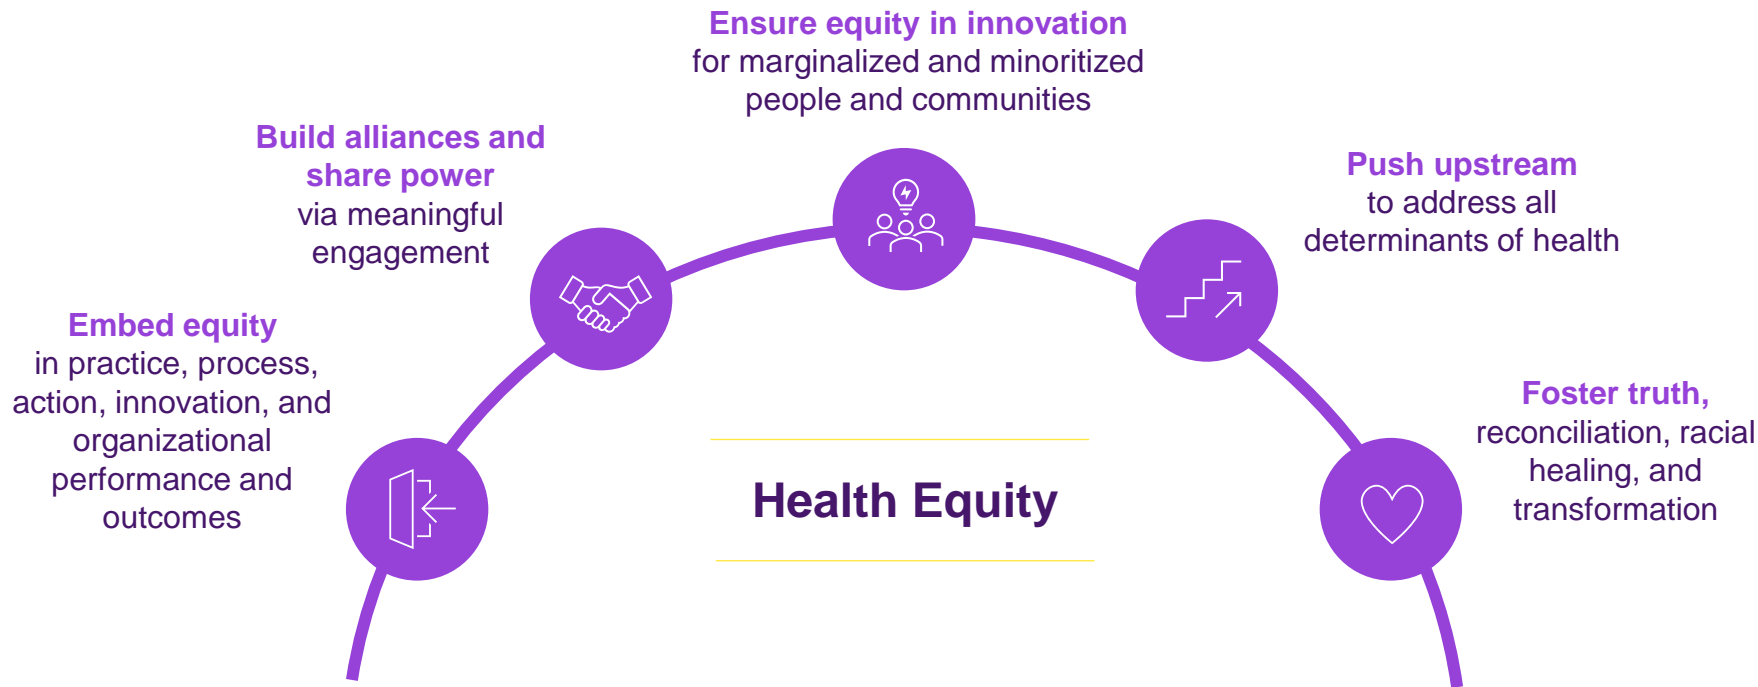 Ensure equity in innovation
for marginalized and minoritized
people and communities
Build alliances and
share power
via meaningful
engagement
Push upstream
to address all
determinants of health
Embed equity
in practice, process,
action, innovation, and
organizational
performance and
outcomes
Foster truth,
reconciliation, racial
healing, and
transformation
Health Equity